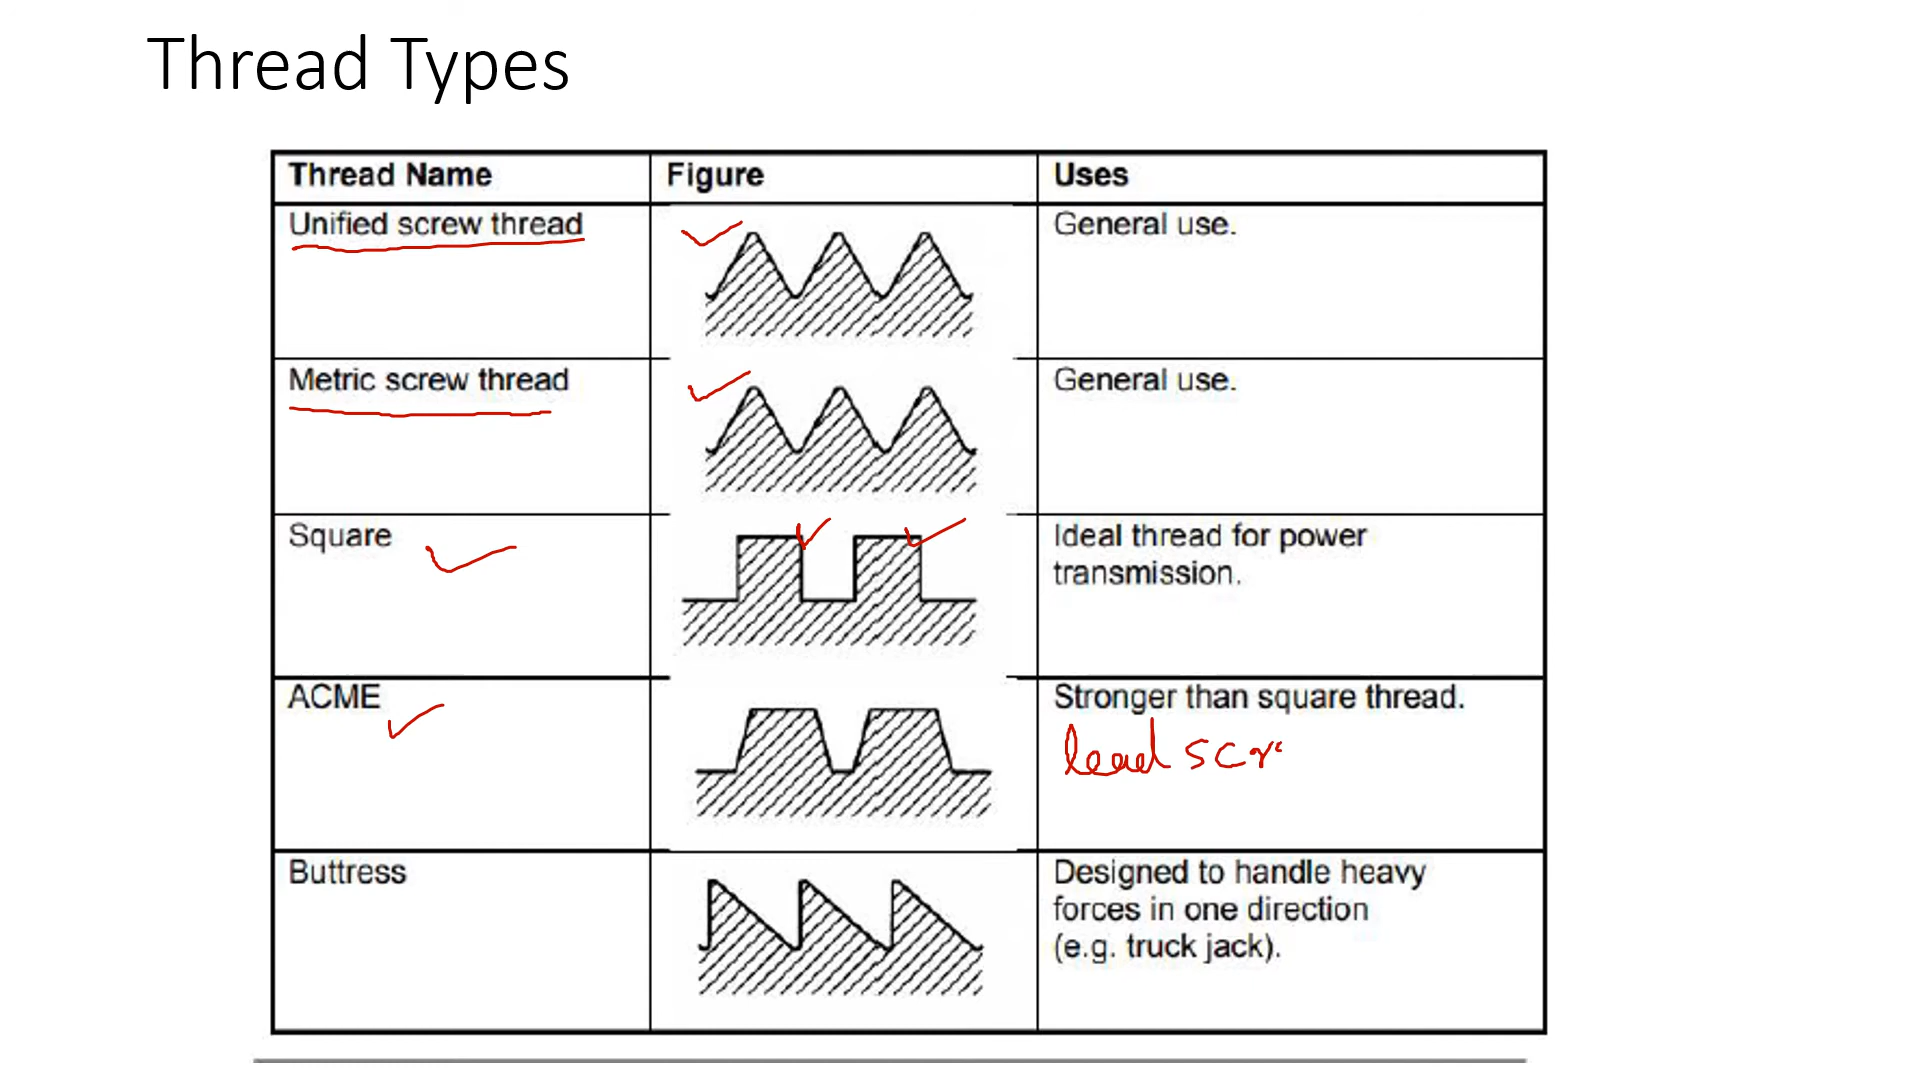 Thread Types
Thread Name Figure Uses
Unified screw thread General use.
Metric screw thread General use.
Square Ideal thread for power
transmission.
ACME Stronger than square thread.
lead scr
Buttress Designed to handle heavy
forces in one direction
(e.g. truck jack).